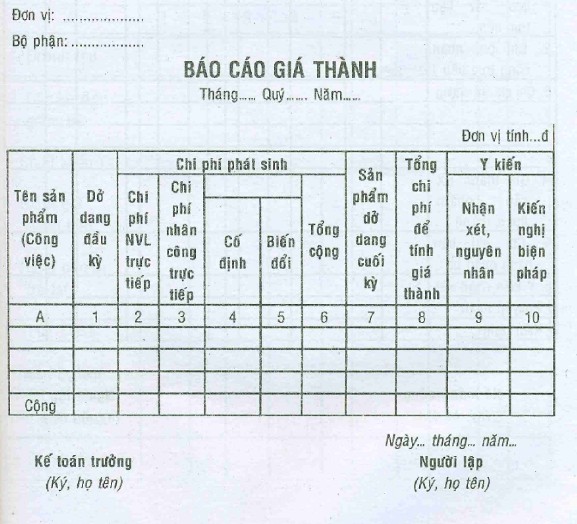 Đơn vị: .....................
Bộ phận: ...................
BÁO CÁO GIÁ THÀNH
Tháng..... Quý....... Năm......
Đơn vị tính...đ
Tên sản phẩm (Công việc)
Dở dang đầu kỳ
Chi phí phát sinh
Chi phí NVL trực tiếp
Chi phí nhân công trực tiếp
Cố định
Biến đổi
Tổng cộng
Sản phẩm dở dang cuối kỳ
Tổng chi phí để tính giá thành
Y kiến
Nhận xét, nguyên nhân
Kiến nghị biện pháp
A 1 2 3 4 5 6 7 8 9 10
Cộng
Ngày... tháng... năm...
Kế toán trưởng
(Ký, họ tên)
Người lập
(Ký, họ tên)